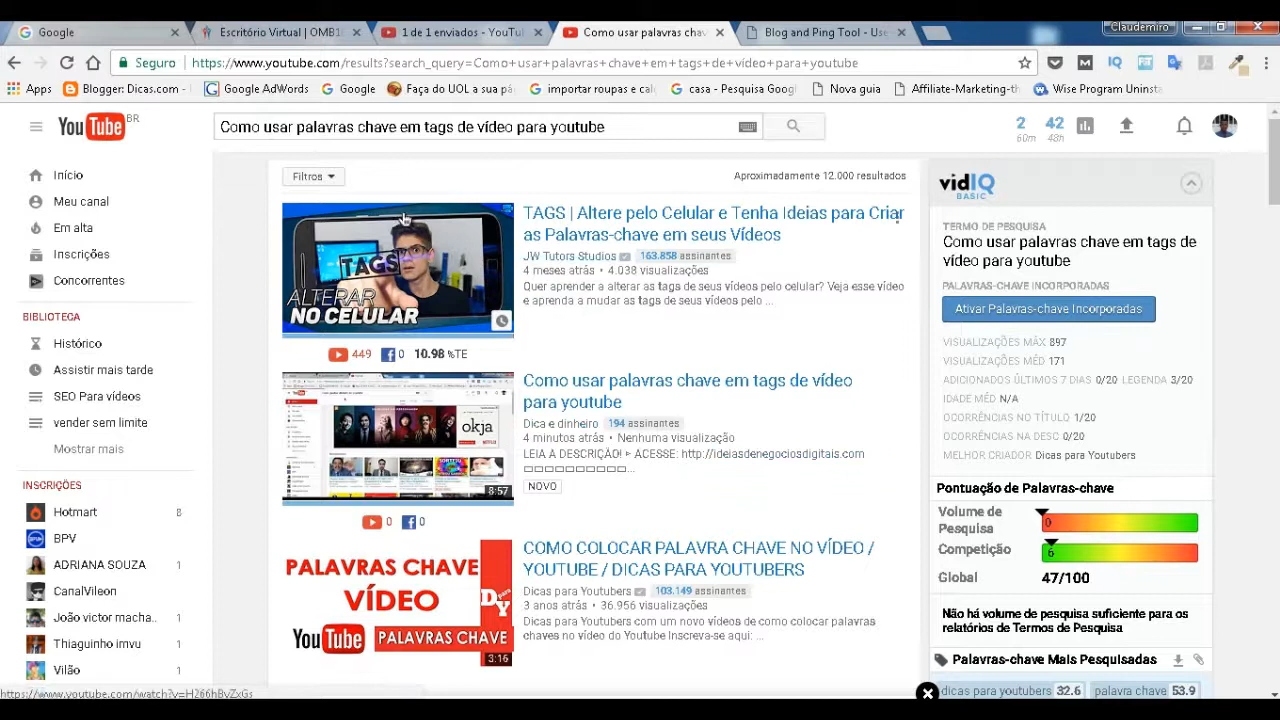 Claudemiro
Google
Escritório Virtual | OMB1
1 de 1 enviados - YouTu
Como usar palavras chav
Blog and Ping Tool - Use
Seguro
https://www.youtube.com/results?search_query=Como+usar+palavras+chave+em+tags+de+vídeo+para+youtube
Apps
Blogger: Dicas.com -
Google AdWords
Google
Faça do UOL a sua pá
importar roupas e cal
casa - Pesquisa Googl
Nova guia
Affiliate-Marketing-th
Wise Program Uninsta
YouTube BR
Como usar palavras chave em tags de vídeo para youtube
2
60m
42
48h
Início
Meu canal
Em alta
Inscrições
Concorrentes
BIBLIOTECA
Histórico
Assistir mais tarde
SEO Para vídeos
vender sem limite
Mostrar mais
INSCRIÇÕES
Hotmart 8
BPV
ADRIANA SOUZA 1
CanalVileon
João victor macha.. 1
Thiaguinho imvu 1
Vilão 1
Filtros
Aproximadamente 12.000 resultados
TAGS
ALTERAR
NO CELULAR
TAGS | Altere pelo Celular e Tenha Ideias para Criar
as Palavras-chave em seus Vídeos
JW Tutors Studios 163.858 assinantes
4 meses atrás • 4.038 visualizações
Quer aprender a alterar as tags de seus vídeos pelo celular? Veja esse vídeo
e aprenda a mudar as tags de seus vídeos pelo ...
449 0 10.98 %TE
okja
8:57
Como usar palavras chave em tags de vídeo
para youtube
Dica e dinheiro 194 assinantes
4 minutos atrás • Nenhuma visualização
LEIA A DESCRIÇÃO! ▸ ACESSE: http://ideiasdenegociosdigitais.com
...
NOVO
0 0
PALAVRAS CHAVE
VÍDEO
DY
YouTube PALAVRAS CHAVE
3:16
COMO COLOCAR PALAVRA CHAVE NO VÍDEO /
YOUTUBE / DICAS PARA YOUTUBERS
Dicas para Youtubers 103.149 assinantes
3 anos atrás • 36.956 visualizações
Dicas para Youtubers com um novo vídeos de como colocar palavras
chaves no vídeo do Youtube Inscreva-se aqui: ...
vidIQ
BASIC
TERMO DE PESQUISA
Como usar palavras chave em tags de
vídeo para youtube
PALAVRAS-CHAVE INCORPORADAS
Ativar Palavras-chave Incorporadas
VISUALIZAÇÕES MÁX 897
VISUALIZAÇÕES MÉD 171
ADICIONADOS ÚLTIMOS 7 DIAS 0/20 LEGENDA 3/20
IDADE MÉD N/A
OCORRÊNCIAS NO TÍTULO 1/20
OCORRÊNCIAS NA DESC 0/20
MELHOR CRIADOR Dicas para Youtubers
Pontuação de Palavras-chave
Volume de
Pesquisa
0
Competição
6
Global 47/100
Não há volume de pesquisa suficiente para os
relatórios de Termos de Pesquisa
Palavras-chave Mais Pesquisadas
dicas para youtubers 32.6
palavra chave 53.9